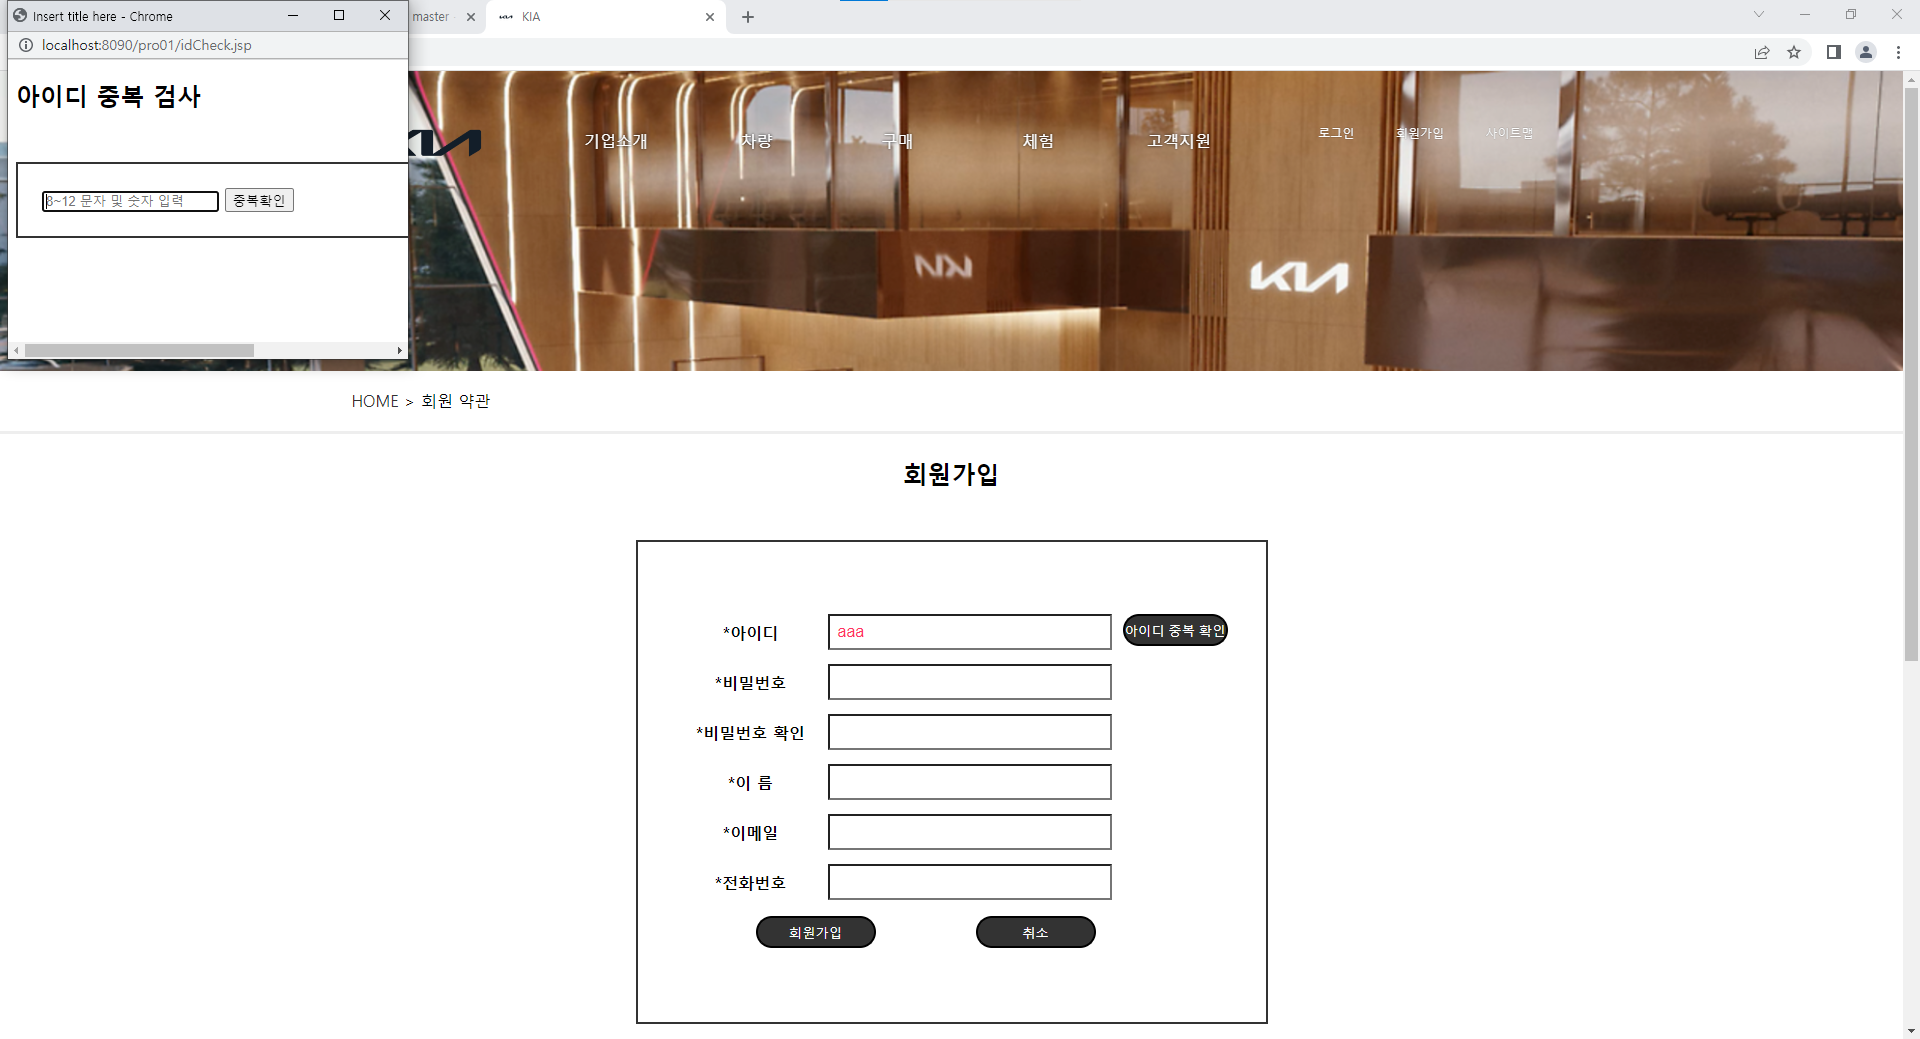 Insert title here - Chrome
master
KIA
localhost:8090/pro01/idCheck.jsp
아이디 중복 검사
8~12 문자 및 숫자 입력
중복확인
기업소개
차량
구매
체험
고객지원
로그인
회원가입
사이트맵
KIA
HOME > 회원 약관
회원가입
*아이디
aaa
아이디 중복 확인
*비밀번호
*비밀번호 확인
*이 름
*이메일
*전화번호
회원가입
취소